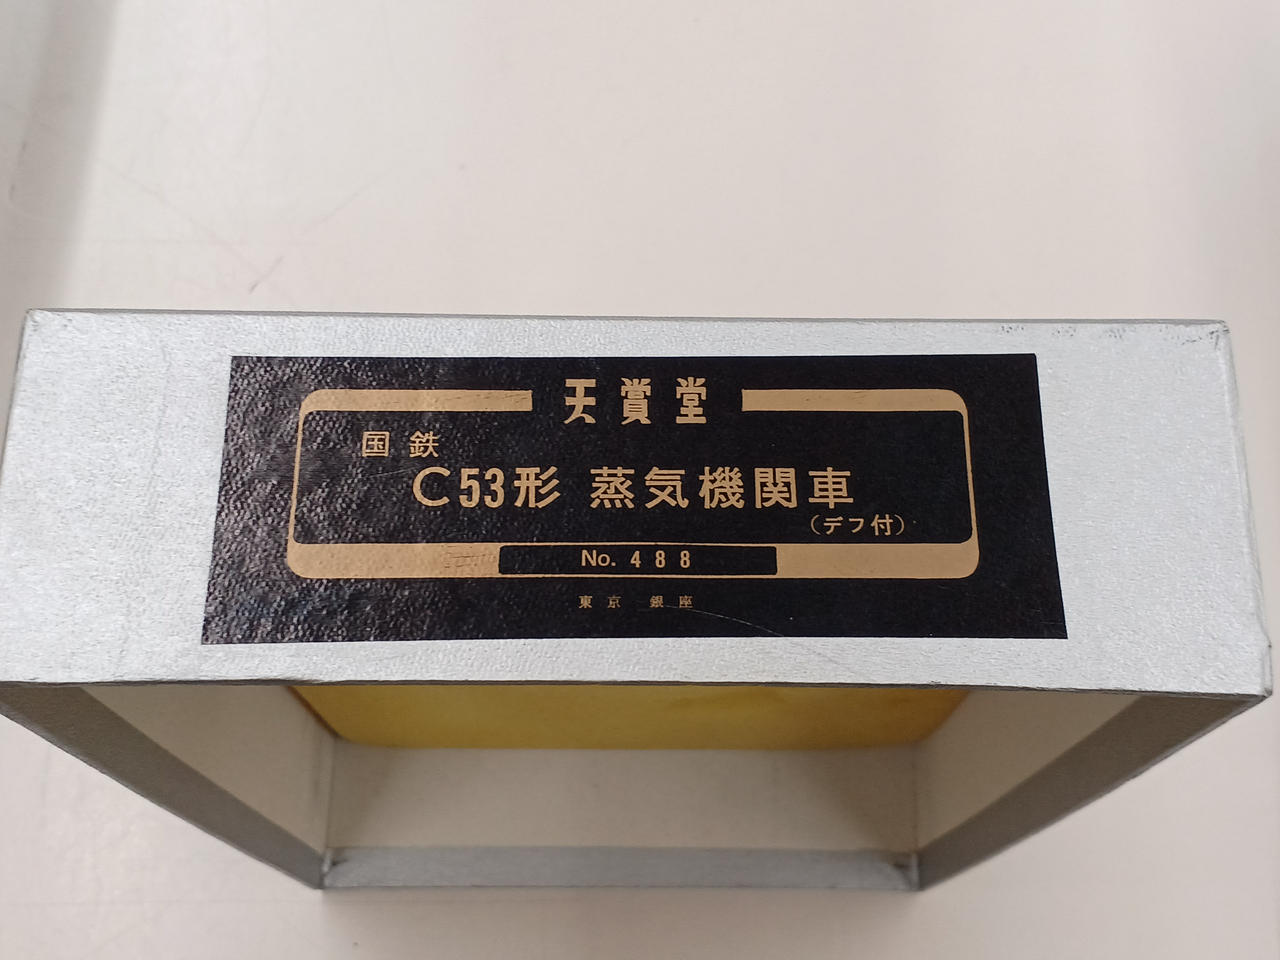 天賞堂
国鉄
C53形 蒸気機関車
(デフ付)
No. 488
東京 銀座